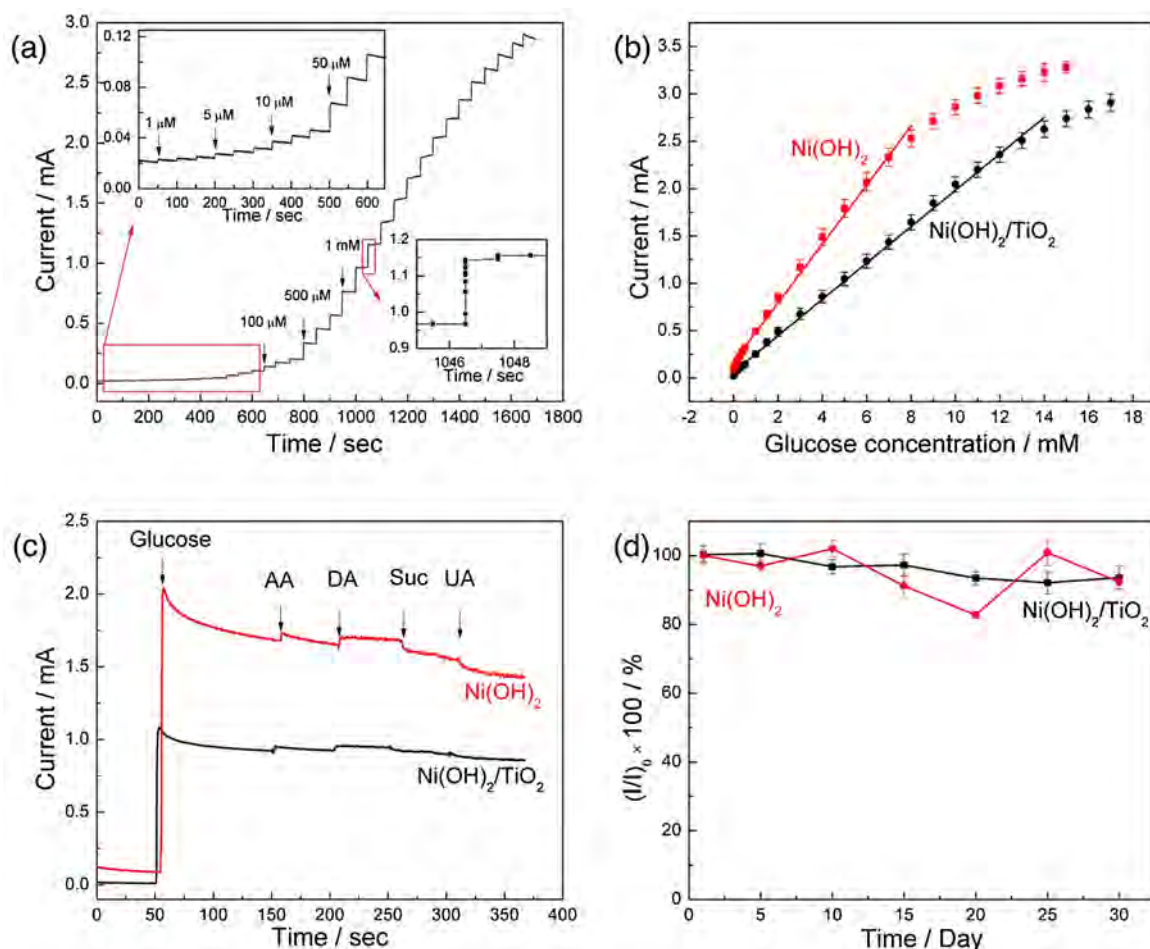 (a)
3.0
2.5
2.0
1.5
1.0
0.5
0.0
Current / mA
0 200 400 600 800 1000 1200 1400 1600 1800
Time / sec
0.12
0.08
0.04
0.00
1 μM
5 μM
10 μM
50 μM
0 100 200 300 400 500 600
Time / sec
100 μM
500 μM
1 mM
1.2
1.1
1.0
0.9
1046 1048
Time / sec
(b)
3.5
3.0
2.5
2.0
1.5
1.0
0.5
0.0
Current / mA
Ni(OH)2
Ni(OH)2/TiO2
-2 0 2 4 6 8 10 12 14 16 18
Glucose concentration / mM
(c)
2.5
2.0
1.5
1.0
0.5
0.0
Current / mA
Glucose
AA DA Suc UA
Ni(OH)2
Ni(OH)2/TiO2
0 50 100 150 200 250 300 350 400
Time / sec
(d)
100
80
60
40
20
0
(I/I)0 × 100 / %
Ni(OH)2
Ni(OH)2/TiO2
0 5 10 15 20 25 30
Time / Day